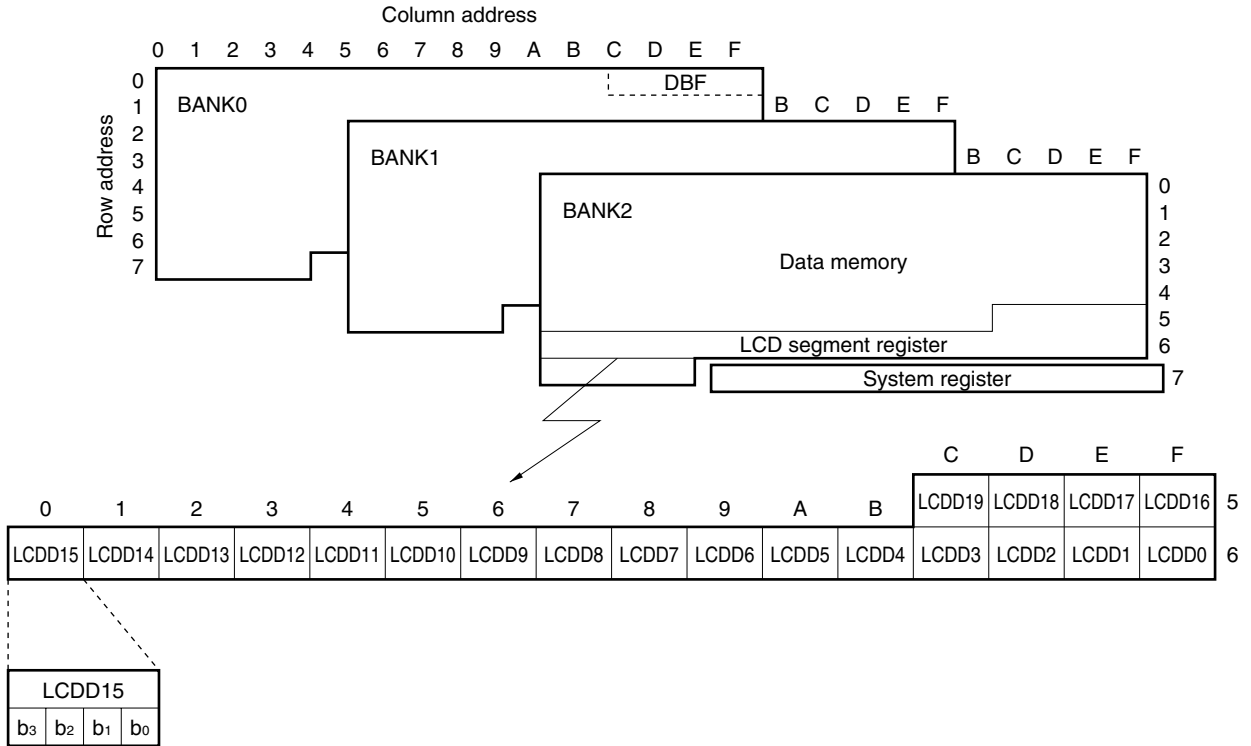 Column address
0 1 2 3 4 5 6 7 8 9 A B C D E F
Row address
0
1
2
3
4
5
6
7
DBF
BANK0
B C D E F
BANK1
B C D E F
BANK2
0
1
2
3
4
5
6
7
Data memory
LCD segment register
System register
C D E F
LCDD19 LCDD18 LCDD17 LCDD16 5
0 1 2 3 4 5 6 7 8 9 A B
LCDD15 LCDD14 LCDD13 LCDD12 LCDD11 LCDD10 LCDD9 LCDD8 LCDD7 LCDD6 LCDD5 LCDD4 LCDD3 LCDD2 LCDD1 LCDD0 6
LCDD15
b3 b2 b1 b0